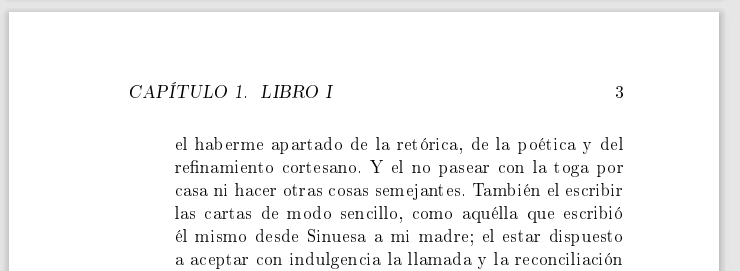 CAPÍTULO 1. LIBRO I 3
el haberme apartado de la retórica, de la poética y del
refinamiento cortesano. Y el no pasear con la toga por
casa ni hacer otras cosas semejantes. También el escribir
las cartas de modo sencillo, como aquélla que escribió
él mismo desde Sinuesa a mi madre; el estar dispuesto
a aceptar con indulgencia la llamada y la reconciliación